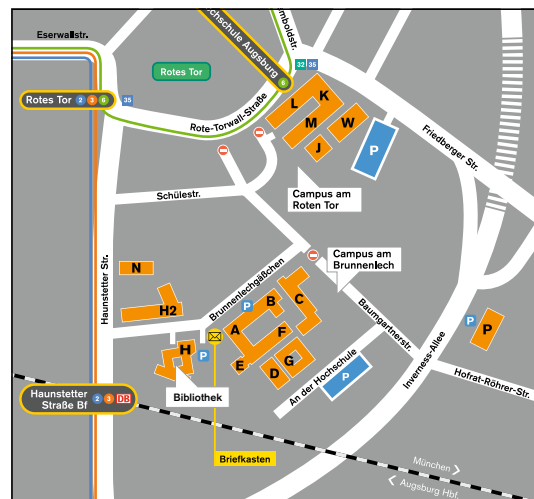 Eserwallstr.
Rotes Tor
chschule Augsburg 6
mboldstr.
32 35
Rotes Tor 2 3 6
35
Rote-Torwall-Straße
L
K
M
W
J
P
Friedberger Str.
Schülestr.
Campus am
Roten Tor
Haunstetter Str.
N
H2
Brunnenlechgäßchen
Campus am
Brunnenlech
P
B
C
A
F
E
D
G
H
P
Baumgartnerstr.
Inverness-Allee
P
P
Hofrat-Röhrer-Str.
An der Hochschule
P
Bibliothek
Haunstetter
Straße Bf 2 3 DB
Briefkasten
München
Augsburg Hbf.